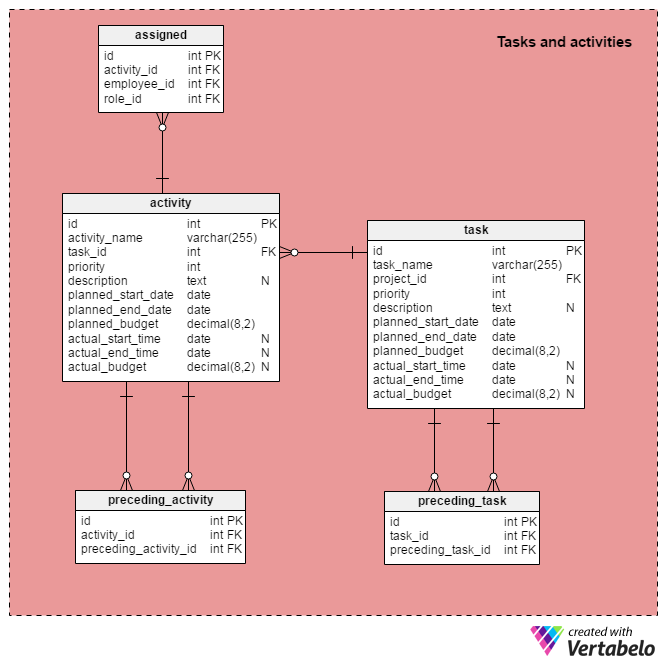 Tasks and activities
assigned
id int PK
activity_id int FK
employee_id int FK
role_id int FK
activity
id int PK
activity_name varchar(255)
task_id int FK
priority int
description text N
planned_start_date date
planned_end_date date
planned_budget decimal(8,2)
actual_start_time date N
actual_end_time date N
actual_budget decimal(8,2) N
task
id int PK
task_name varchar(255)
project_id int FK
priority int
description text N
planned_start_date date
planned_end_date date
planned_budget decimal(8,2)
actual_start_time date N
actual_end_time date N
actual_budget decimal(8,2) N
preceding_activity
id int PK
activity_id int FK
preceding_activity_id int FK
preceding_task
id int PK
task_id int FK
preceding_task_id int FK
created with
Vertabelo